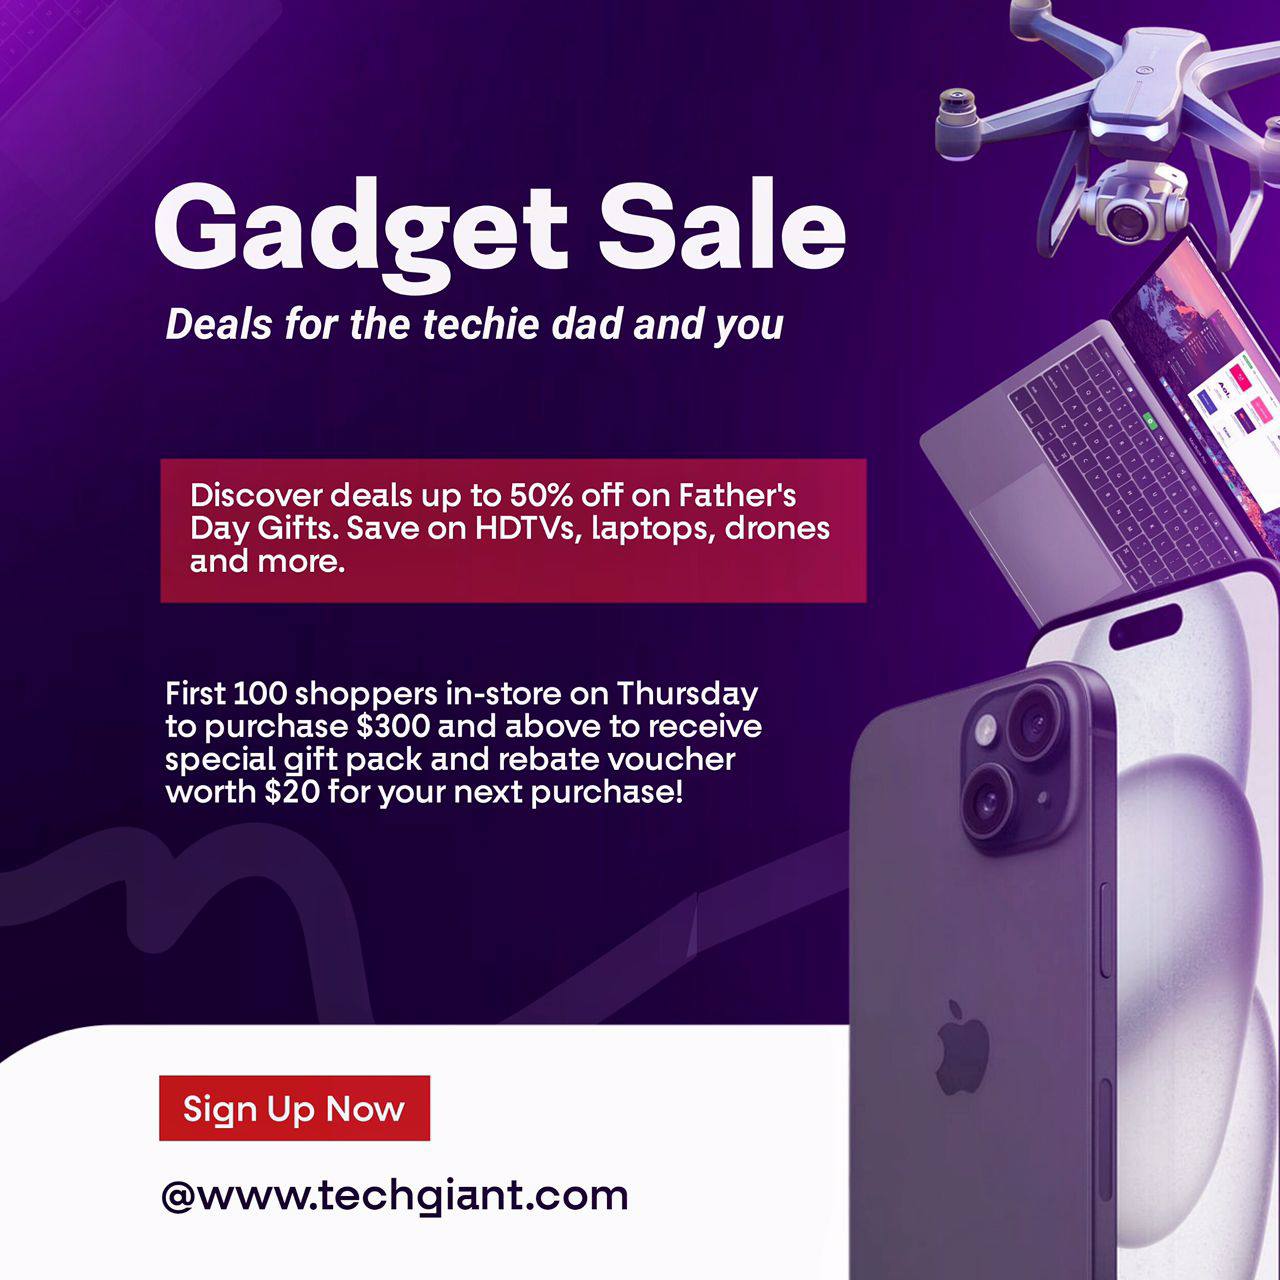 Gadget Sale
Deals for the techie dad and you
Discover deals up to 50% off on Father's
Day Gifts. Save on HDTVs, laptops, drones
and more.
First 100 shoppers in-store on Thursday
to purchase $300 and above to receive
special gift pack and rebate voucher
worth $20 for your next purchase!
Sign Up Now
@www.techgiant.com